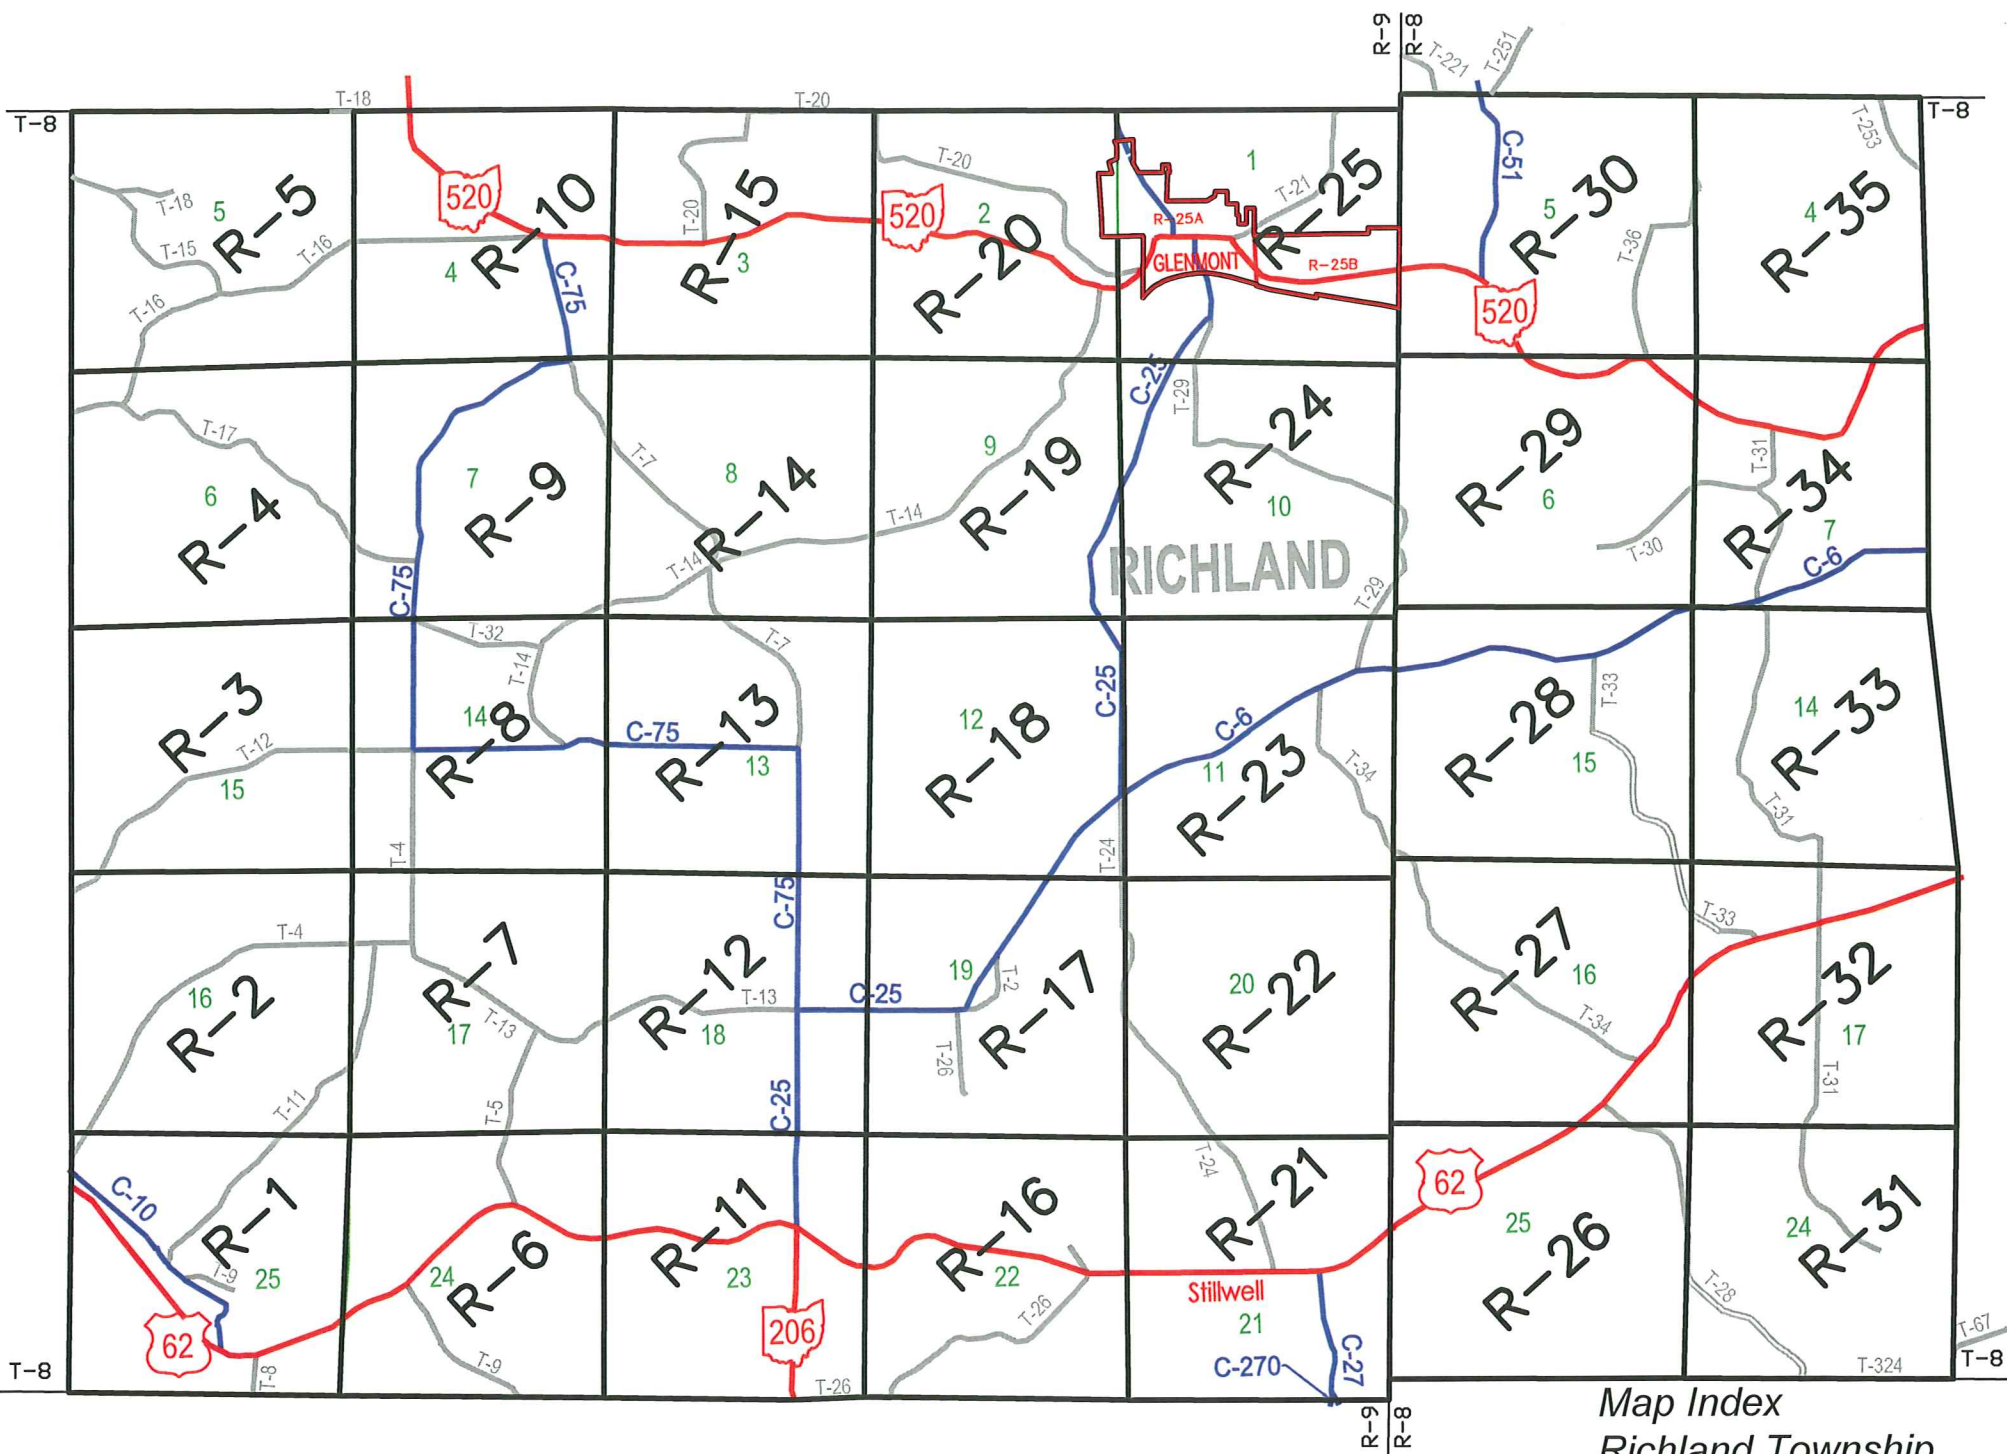 R-9
R-8
T-221
T-251
T-18
T-20
T-8
T-8
T-18
5
R-5
T-15
T-16
T-16
520
R-10
4
C-75
T-20
R-15
3
520
T-20
2
R-20
1
T-21
R-25
R-25A
GLENMONT
R-25B
C-51
5
R-30
T-36
520
T-253
4
R-35
T-17
6
R-4
7
R-9
C-75
T-7
8
R-14
T-14
T-14
9
R-19
C-25
T-29
R-24
10
RICHLAND
T-29
R-29
6
T-30
T-31
R-34
7
C-6
R-3
T-12
15
T-32
T-14
14
R-8
T-4
T-7
C-75
R-13
13
12
R-18
C-25
C-6
11
R-23
T-34
T-24
R-28
15
T-33
14
R-33
T-31
T-4
16
R-2
T-11
R-7
17
T-13
T-5
C-75
R-12
18
T-13
C-25
C-25
19
T-2
R-17
T-26
20
R-22
T-24
R-27
16
T-34
T-33
R-32
17
T-31
C-10
R-1
T-9
25
62
T-8
24
R-6
T-9
R-11
23
206
T-26
R-16
22
T-26
R-21
Stillwell
21
C-270
C-27
62
25
R-26
24
R-31
T-28
T-67
T-324
T-8
T-8
R-9
R-8
Map Index
Richland Township